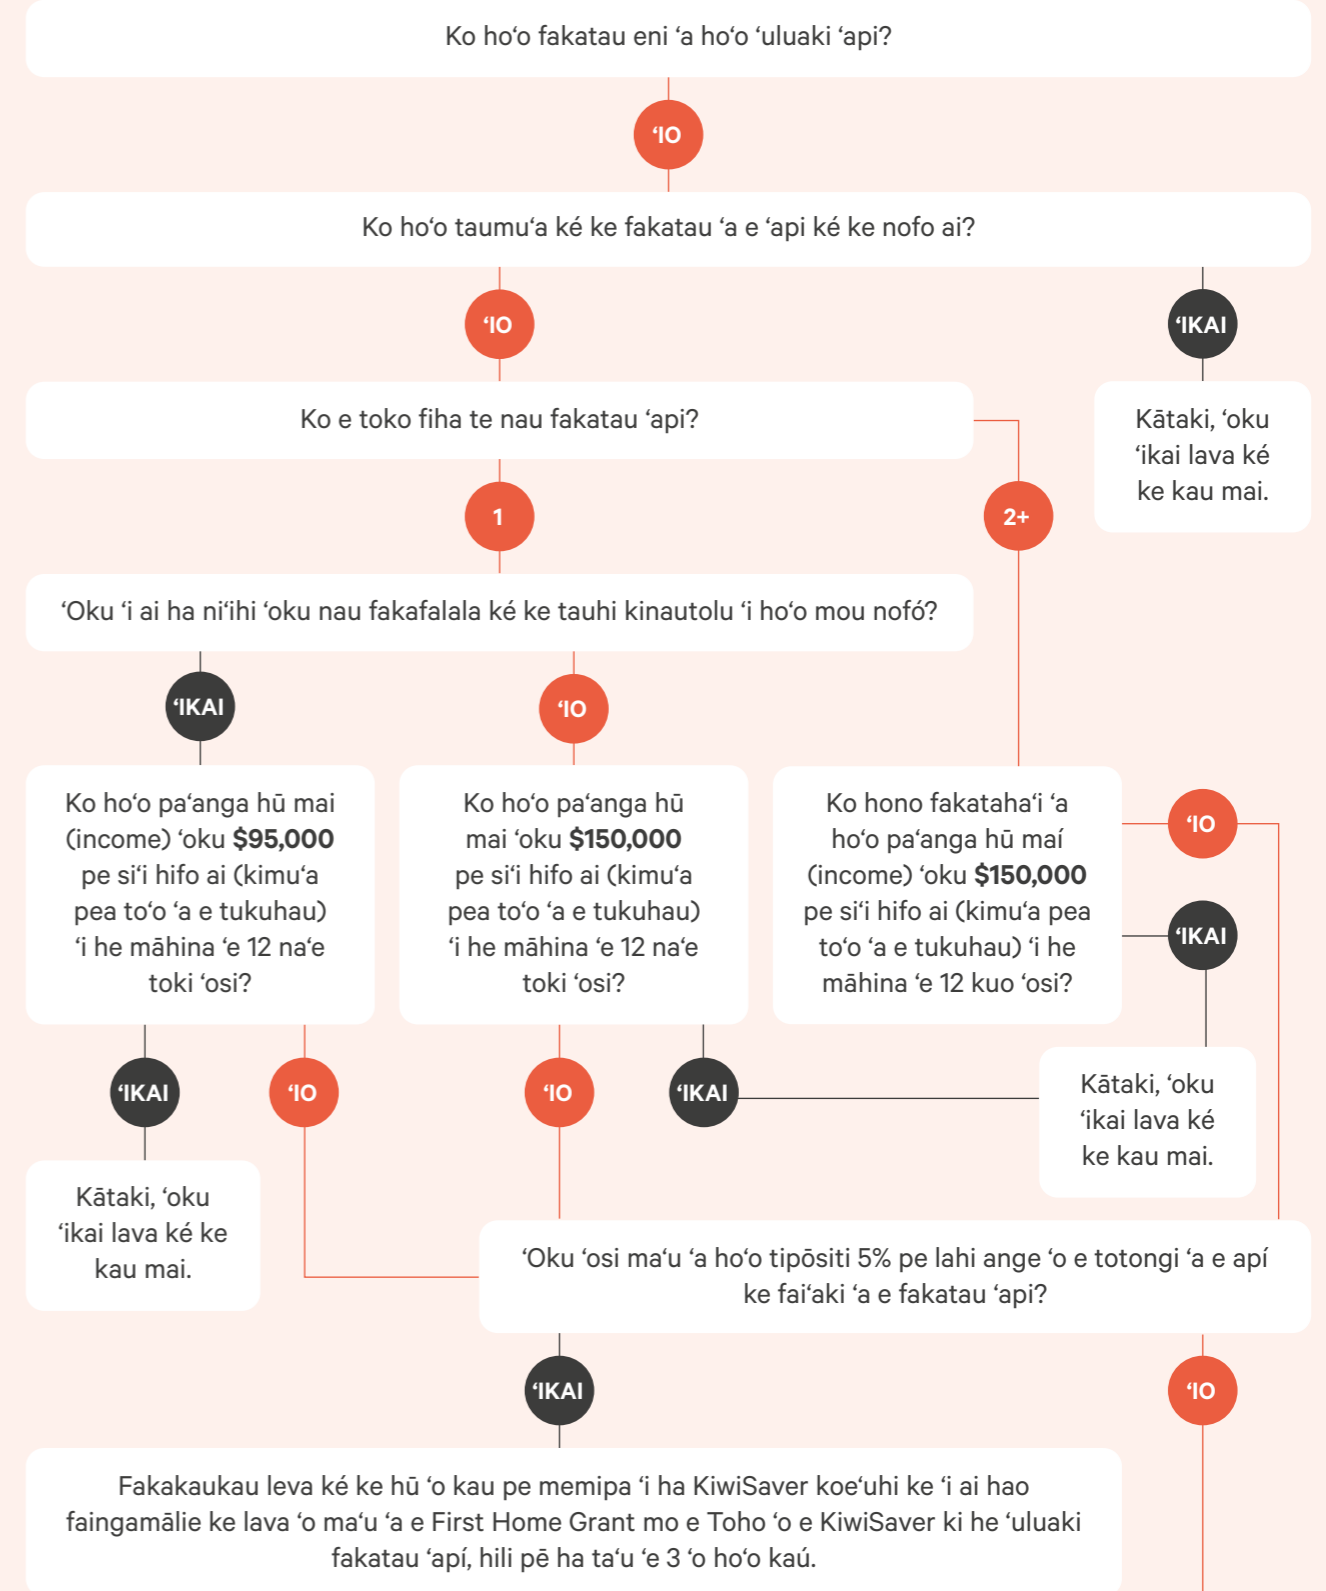 Ko ho‘o fakatau eni ‘a ho‘o ‘uluaki ‘api?
‘IO
Ko ho‘o taumu‘a ké ke fakatau ‘a e ‘api ké ke nofo ai?
‘IO
‘IKAI
Ko e toko fiha te nau fakatau ‘api?
Kātaki, ‘oku
‘ikai lava ké
ke kau mai.
1
2+
‘Oku ‘i ai ha ni‘ihi ‘oku nau fakafalala ké ke tauhi kinautolu ‘i ho‘o mou nofó?
‘IKAI
‘IO
Ko ho‘o pa‘anga hū mai
(income) ‘oku $95,000
pe si‘i hifo ai (kimu‘a
pea to‘o ‘a e tukuhau)
‘i he māhina ‘e 12 na‘e
toki ‘osi?
Ko ho‘o pa‘anga hū
mai ‘oku $150,000
pe si‘i hifo ai (kimu‘a
pea to‘o ‘a e tukuhau)
‘i he māhina ‘e 12 na‘e
toki ‘osi?
Ko hono fakataha‘i ‘a
ho‘o pa‘anga hū maí
(income) ‘oku $150,000
pe si‘i hifo ai (kimu‘a pea
to‘o ‘a e tukuhau) ‘i he
māhina ‘e 12 kuo ‘osi?
‘IO
‘IKAI
‘IKAI
‘IO
‘IO
‘IKAI
Kātaki, ‘oku
‘ikai lava ké
ke kau mai.
Kātaki, ‘oku
‘ikai lava ké ke
kau mai.
‘Oku ‘osi ma‘u ‘a ho‘o tipōsiti 5% pe lahi ange ‘o e totongi ‘a e apí
ke fai‘aki ‘a e fakatau ‘api?
‘IKAI
‘IO
Fakakaukau leva ké ke hū ‘o kau pe memipa ‘i ha KiwiSaver koe‘uhi ke ‘i ai hao
faingamālie ke lava ‘o ma‘u ‘a e First Home Grant mo e Toho ‘o e KiwiSaver ki he ‘uluaki
fakatau ‘apí, hili pē ha ta‘u ‘e 3 ‘o ho‘o kaú.